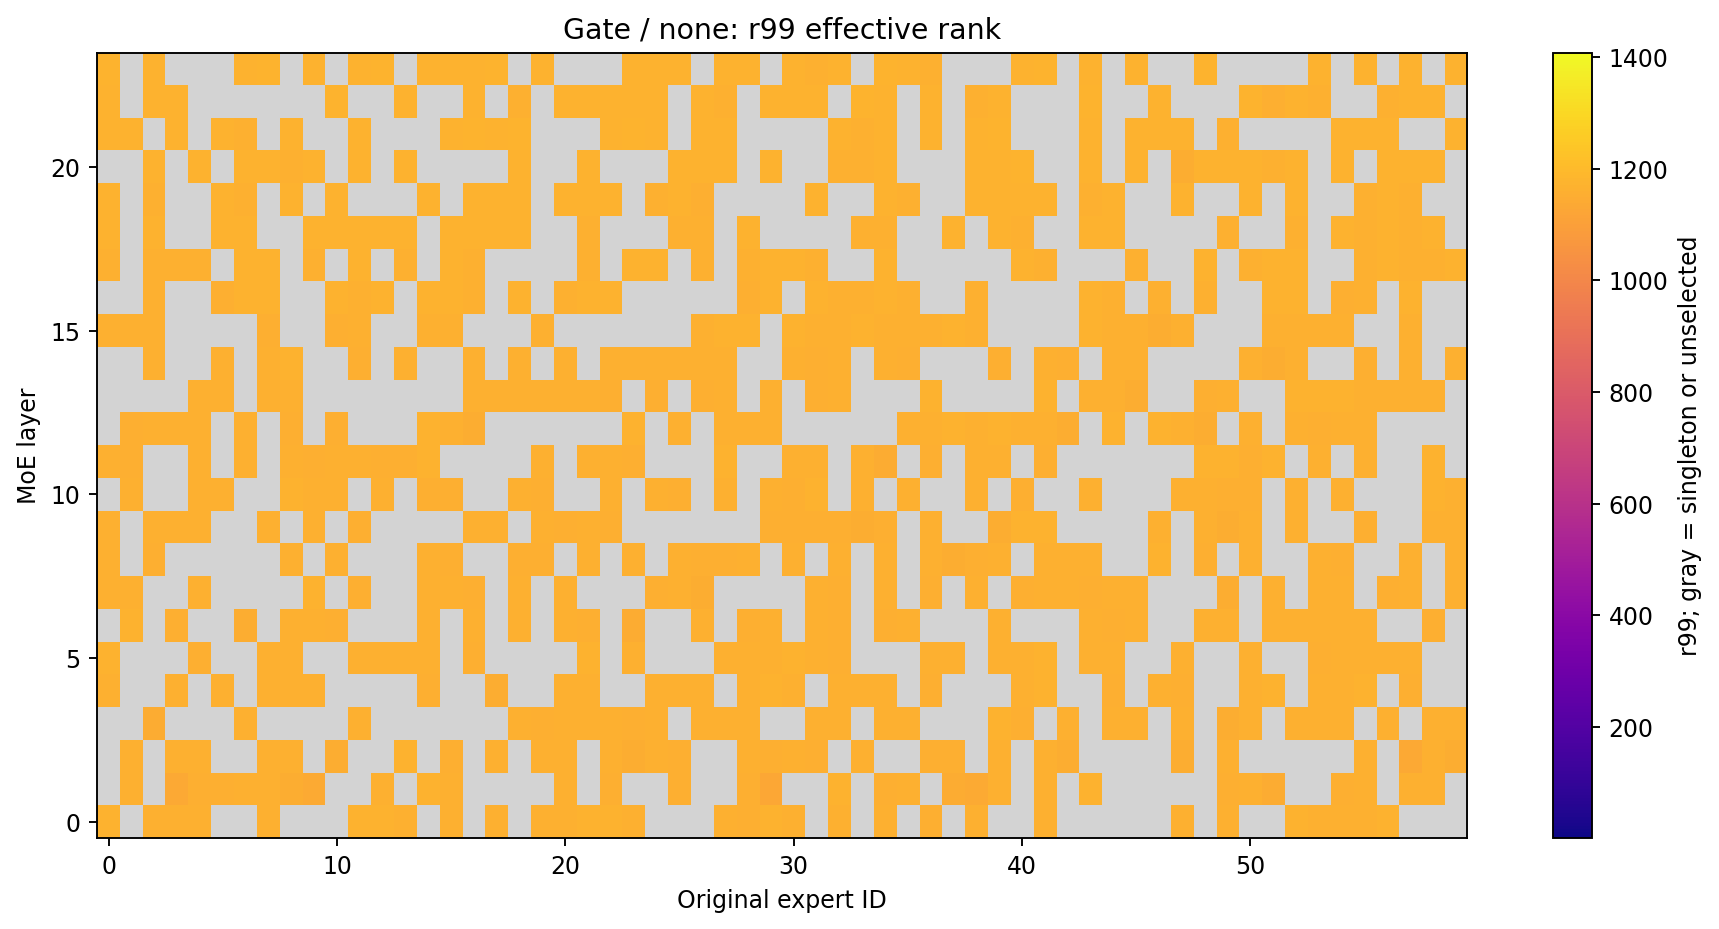 Gate / none: r99 effective rank
MoE layer
20
15
10
5
0
0 10 20 30 40 50
Original expert ID
1400
1200
1000
800
600
400
200
r99; gray = singleton or unselected